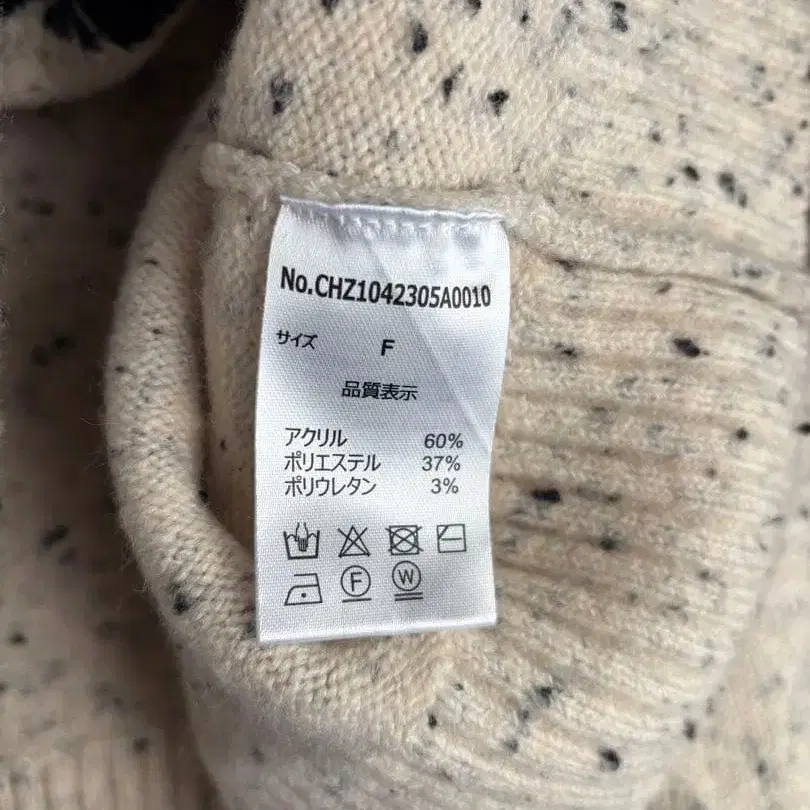 No.CHZ1042305A0010
サイズ F
品質表示
アクリル 60%
ポリエステル 37%
ポリウレタン 3%
F W